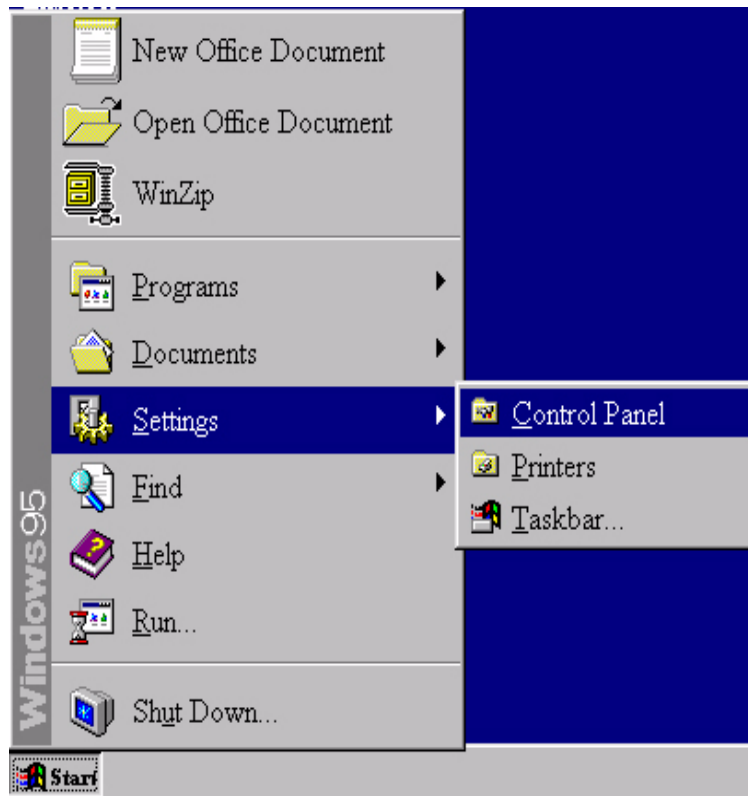 New Office Document
Open Office Document
WinZip
Programs
Documents
Settings
Control Panel
Printers
Taskbar...
Find
Help
Run...
Shut Down...
Windows95
Start